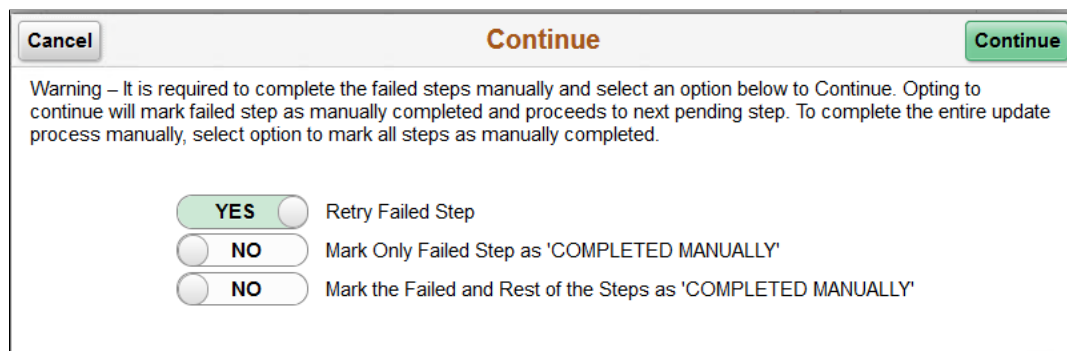 Cancel
Continue
Continue
Warning – It is required to complete the failed steps manually and select an option below to Continue. Opting to
continue will mark failed step as manually completed and proceeds to next pending step. To complete the entire update
process manually, select option to mark all steps as manually completed.
YES Retry Failed Step
NO Mark Only Failed Step as 'COMPLETED MANUALLY'
NO Mark the Failed and Rest of the Steps as 'COMPLETED MANUALLY'